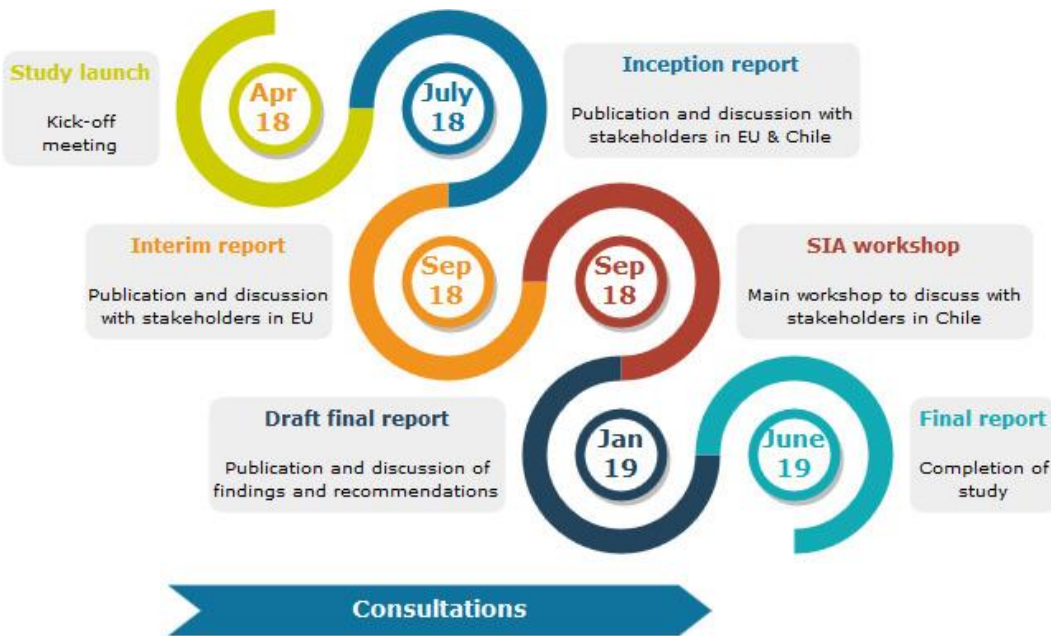 Study launch
Kick-off
meeting
Apr
18
July
18
Inception report
Publication and discussion with
stakeholders in EU & Chile
Interim report
Publication and discussion
with stakeholders in EU
Sep
18
Sep
18
SIA workshop
Main workshop to discuss with
stakeholders in Chile
Draft final report
Publication and discussion of
findings and recommendations
Jan
19
June
19
Final report
Completion of
study
Consultations